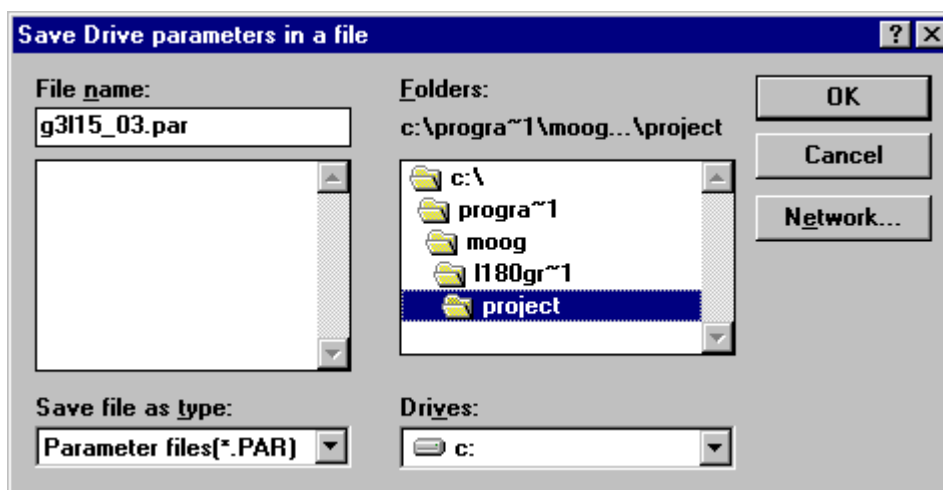 Save Drive parameters in a file
File name:
g3l15_03.par
Folders:
c:\progra~1\moog...\project
c:\
progra~1
moog
l180gr~1
project
OK
Cancel
Network...
Save file as type:
Parameter files(*.PAR)
Drives:
c: